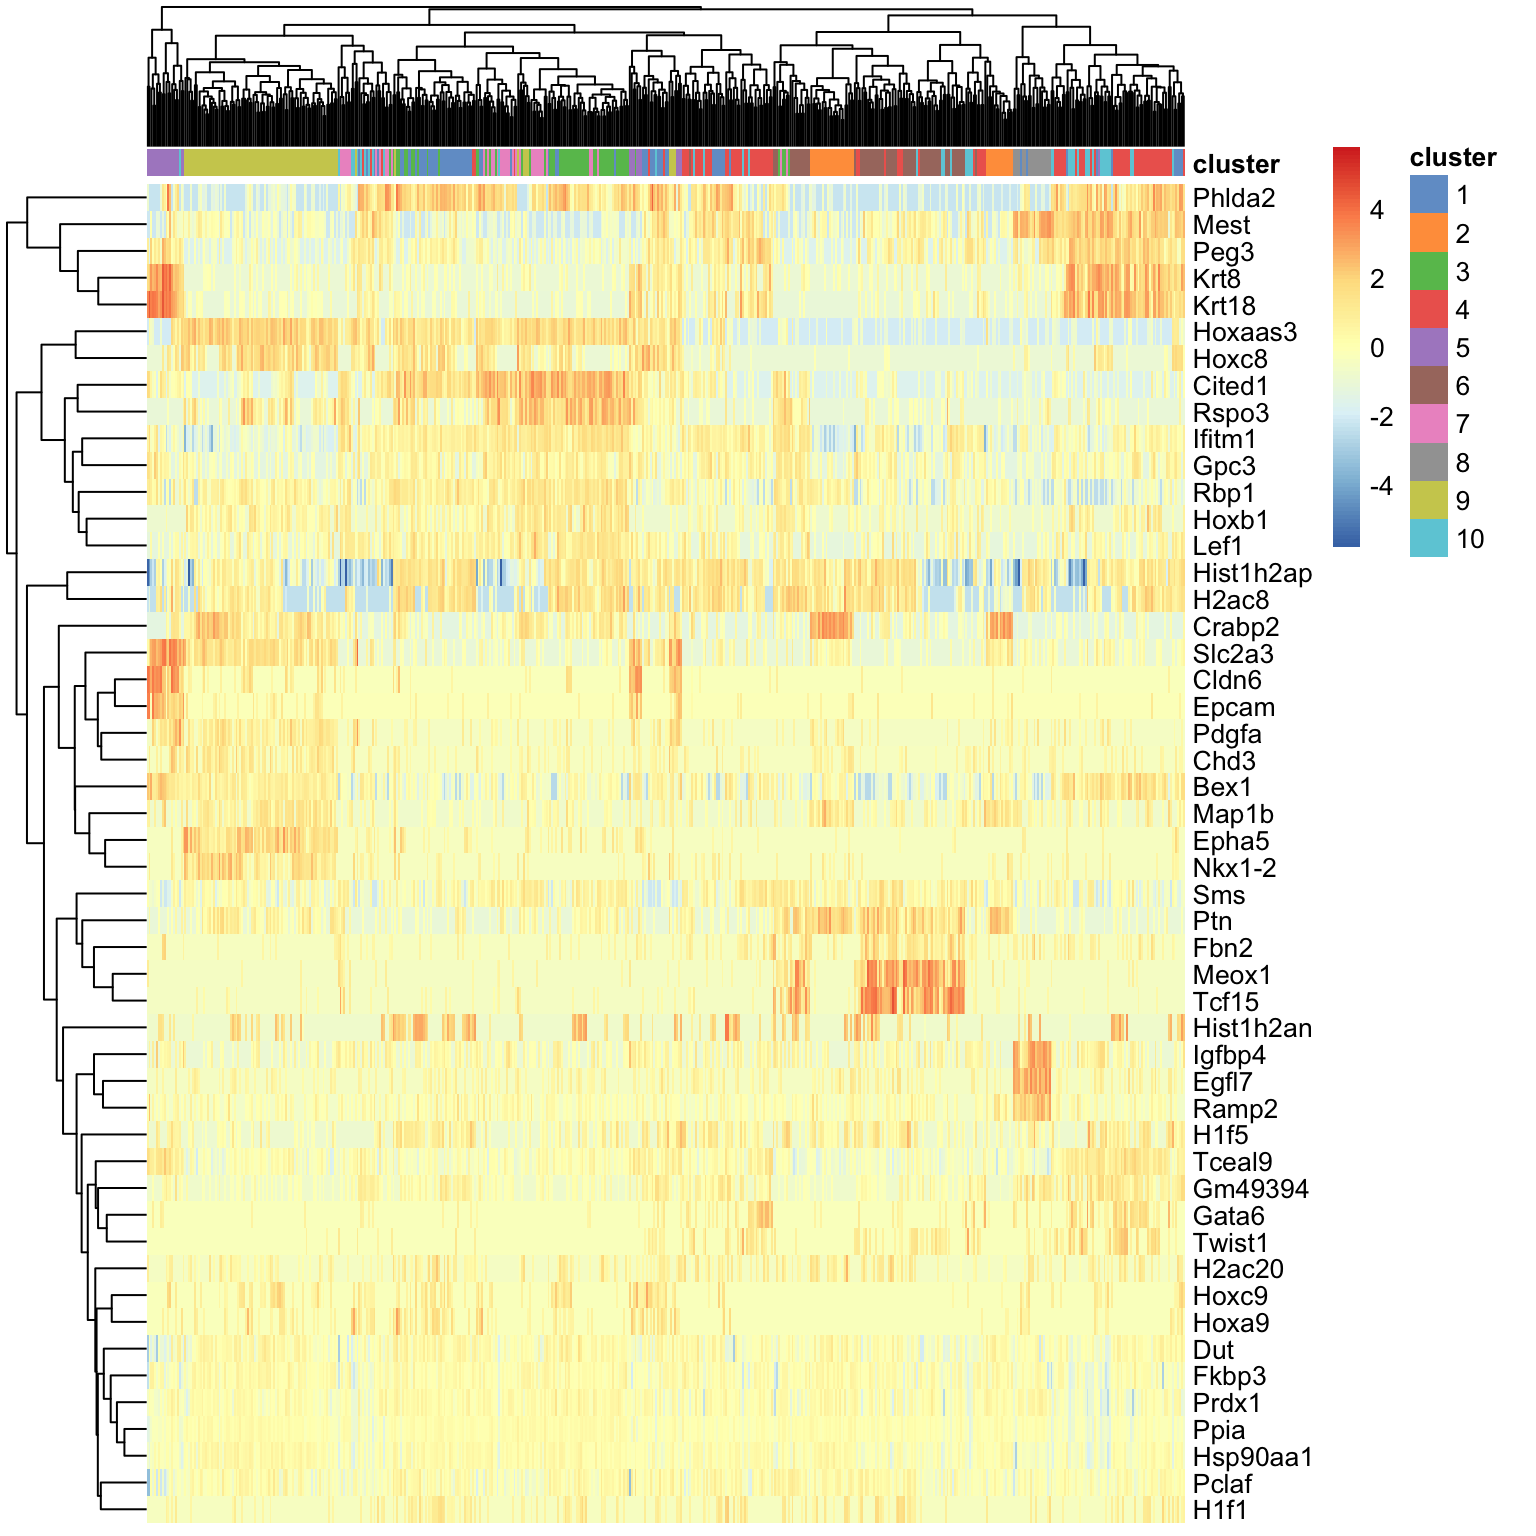 cluster
Phlda2
Mest
Peg3
Krt8
Krt18
Hoxaas3
Hoxc8
Cited1
Rspo3
Ifitm1
Gpc3
Rbp1
Hoxb1
Lef1
Hist1h2ap
H2ac8
Crabp2
Slc2a3
Cldn6
Epcam
Pdgfa
Chd3
Bex1
Map1b
Epha5
Nkx1-2
Sms
Ptn
Fbn2
Meox1
Tcf15
Hist1h2an
Igfbp4
Egfl7
Ramp2
H1f5
Tceal9
Gm49394
Gata6
Twist1
H2ac20
Hoxc9
Hoxa9
Dut
Fkbp3
Prdx1
Ppia
Hsp90aa1
Pclaf
H1f1
4
2
0
-2
-4
cluster
1
2
3
4
5
6
7
8
9
10